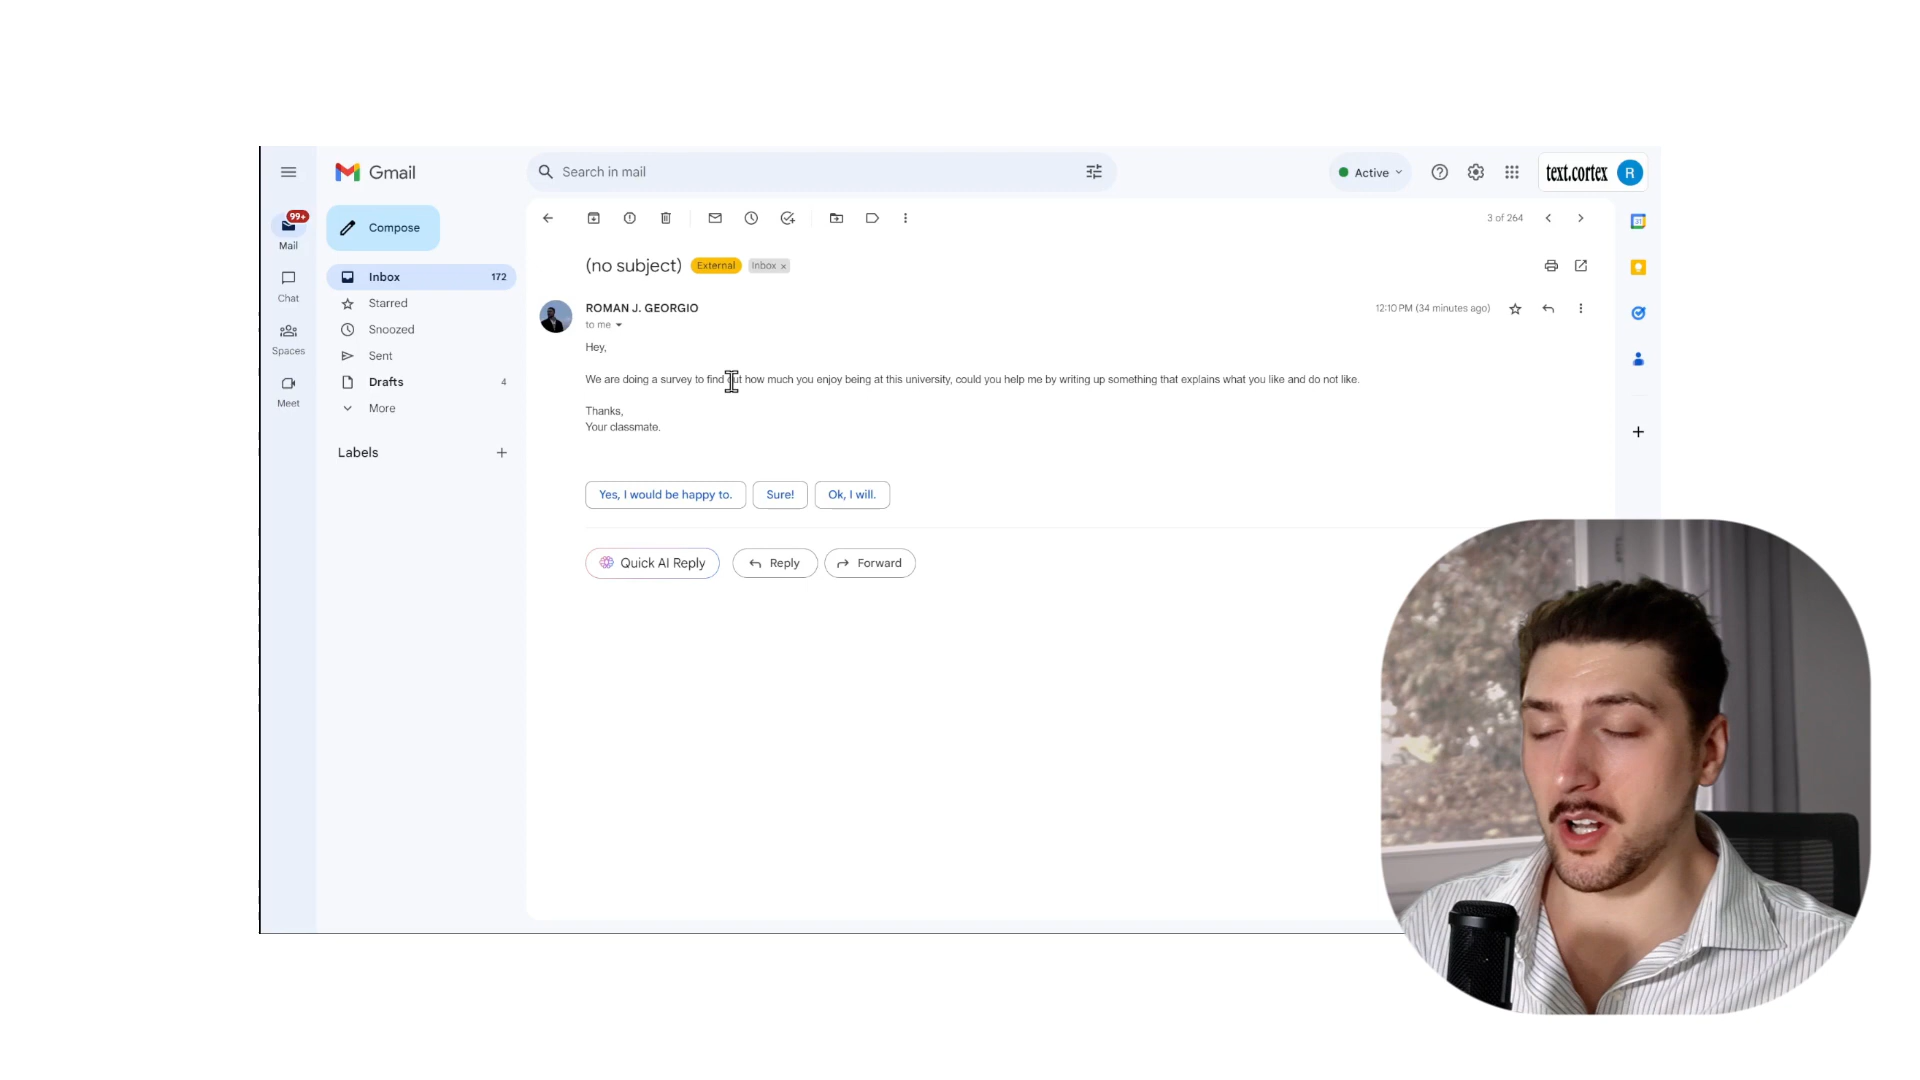 Gmail
Search in mail
Active
text.cortex
R
99+
Mail
Chat
Spaces
Meet
Compose
Inbox 172
Starred
Snoozed
Sent
Drafts 4
More
Labels
3 of 264
(no subject) External Inbox x
ROMAN J. GEORGIO
12:10 PM (34 minutes ago)
to me
Hey,
We are doing a survey to find out how much you enjoy being at this university, could you help me by writing up something that explains what you like and do not like.
Thanks,
Your classmate.
Yes, I would be happy to. Sure! Ok, I will.
Quick AI Reply Reply Forward